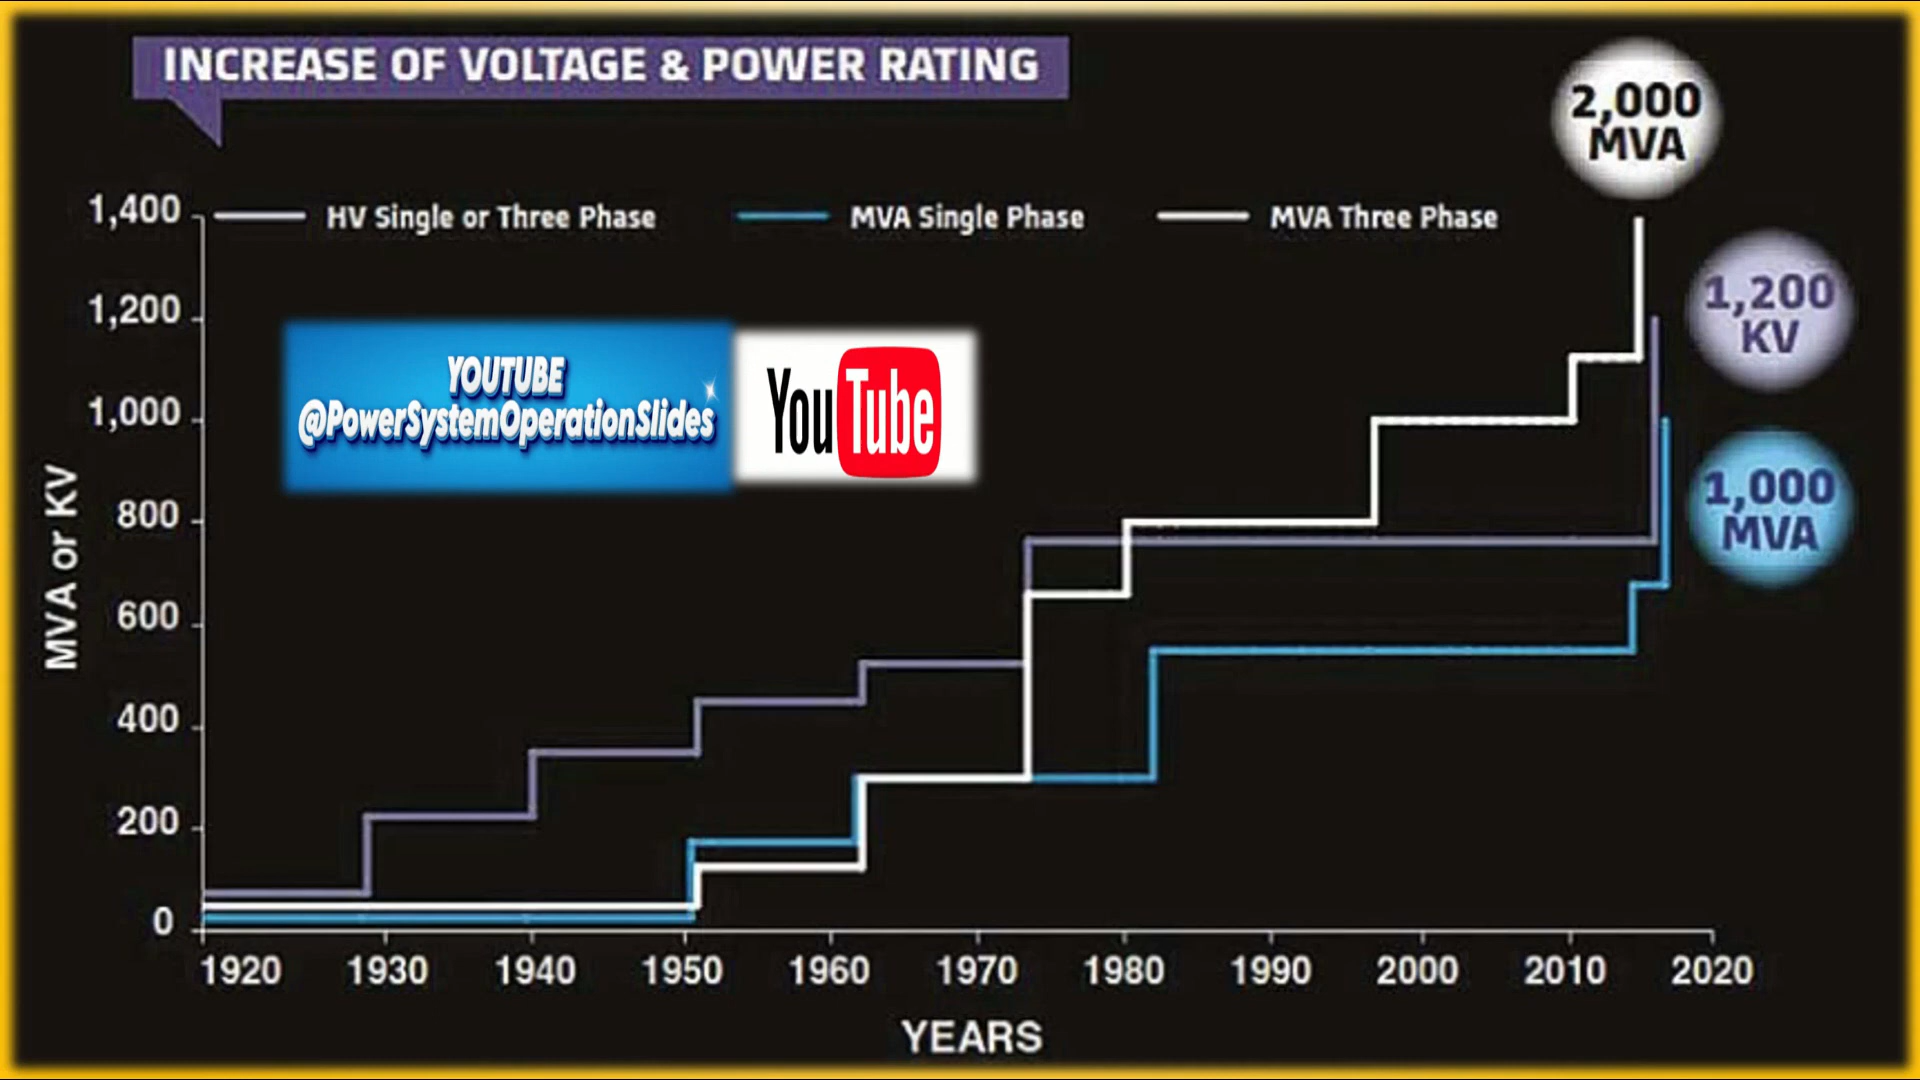 INCREASE OF VOLTAGE & POWER RATING
2,000
MVA
HV Single or Three Phase
MVA Single Phase
MVA Three Phase
1,400
1,200
1,000
800
600
400
200
0
MVA or KV
YOUTUBE
@PowerSystemOperationSlides
YouTube
1,200
KV
1,000
MVA
1920 1930 1940 1950 1960 1970 1980 1990 2000 2010 2020
YEARS